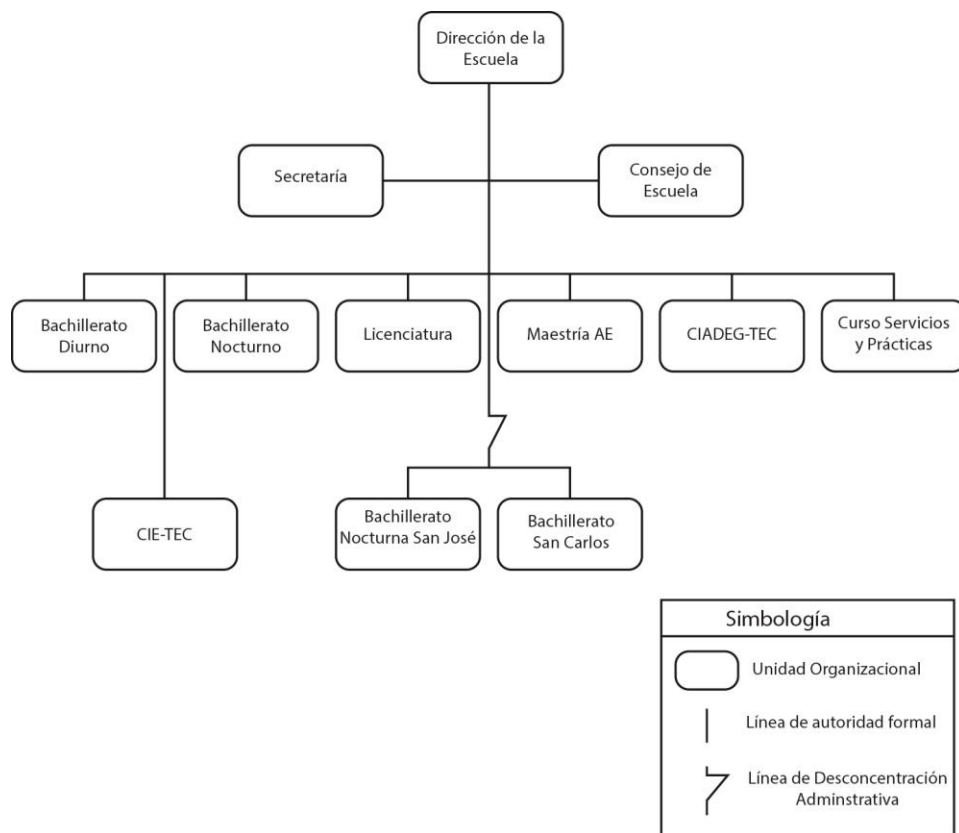 Dirección de la
Escuela
Secretaría
Consejo de
Escuela
Bachillerato
Diurno
Bachillerato
Nocturno
Licenciatura
Maestría AE
CIADEG-TEC
Curso Servicios
y Prácticas
CIE-TEC
Bachillerato
Nocturna San José
Bachillerato
San Carlos
Simbología
Unidad Organizacional
Línea de autoridad formal
Línea de Desconcentración
Adminstrativa